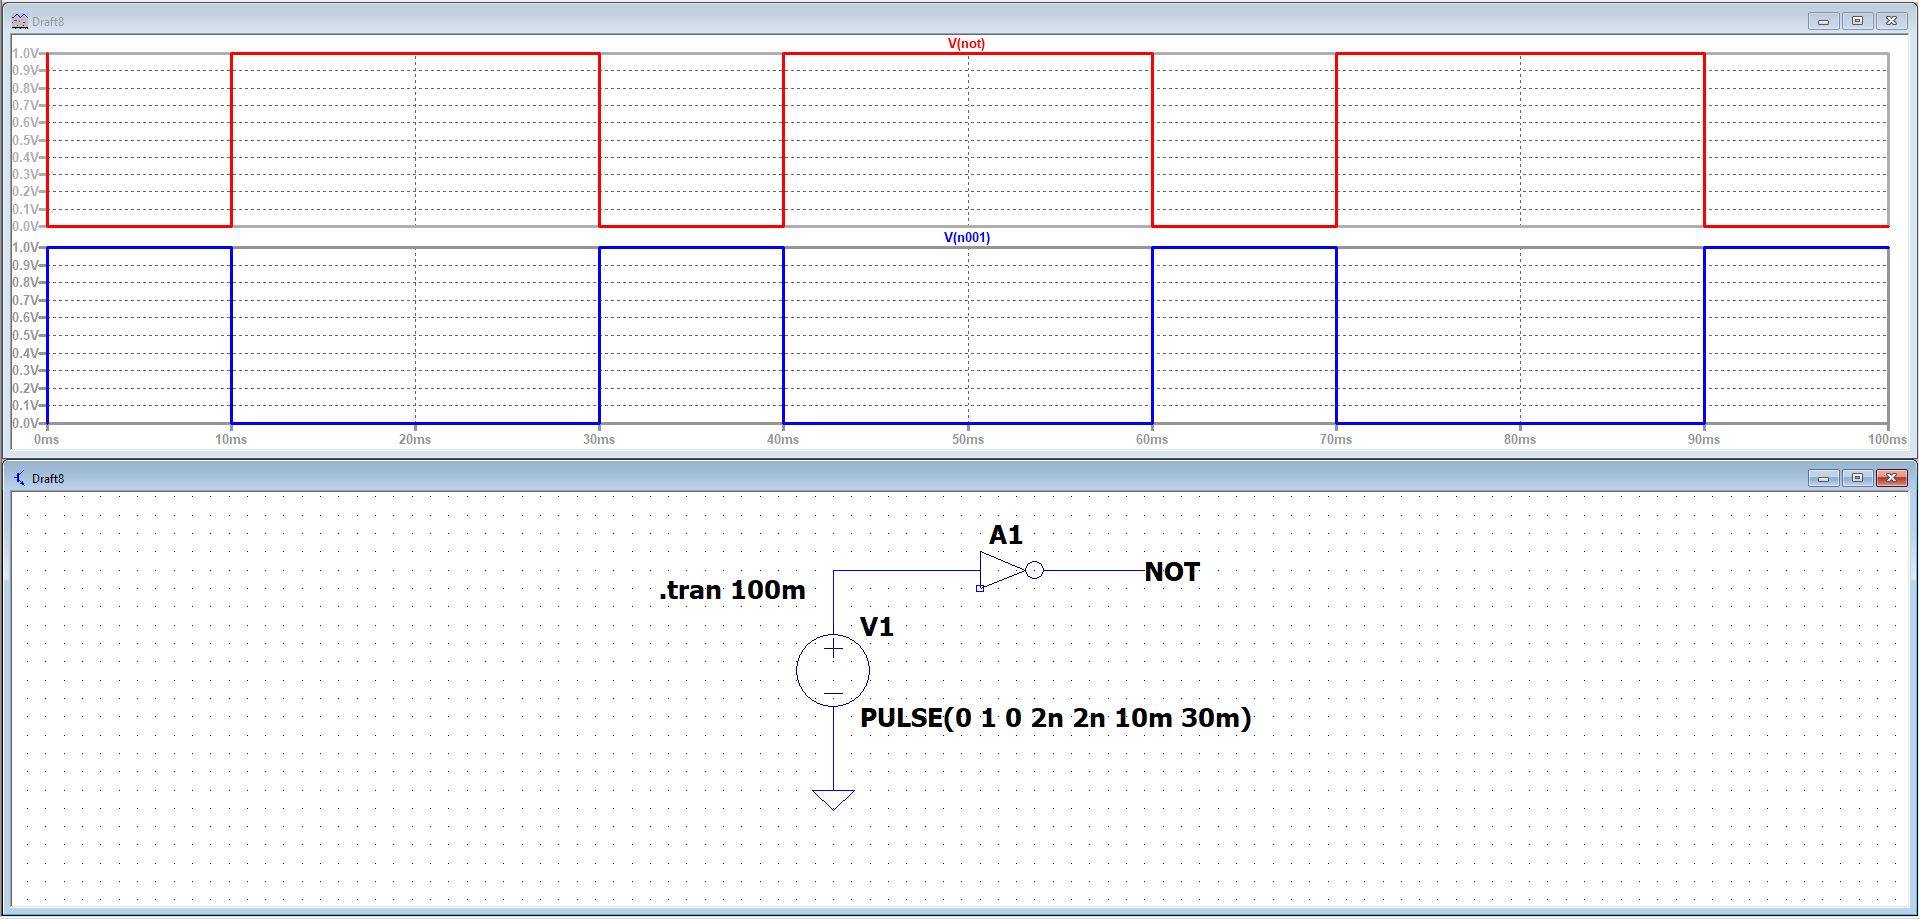 Draft8
V(not)
1.0V
0.9V
0.8V
0.7V
0.6V
0.5V
0.4V
0.3V
0.2V
0.1V
0.0V
V(n001)
1.0V
0.9V
0.8V
0.7V
0.6V
0.5V
0.4V
0.3V
0.2V
0.1V
0.0V
0ms 10ms 20ms 30ms 40ms 50ms 60ms 70ms 80ms 90ms 100ms
Draft8
A1
NOT
.tran 100m
V1
PULSE(0 1 0 2n 2n 10m 30m)